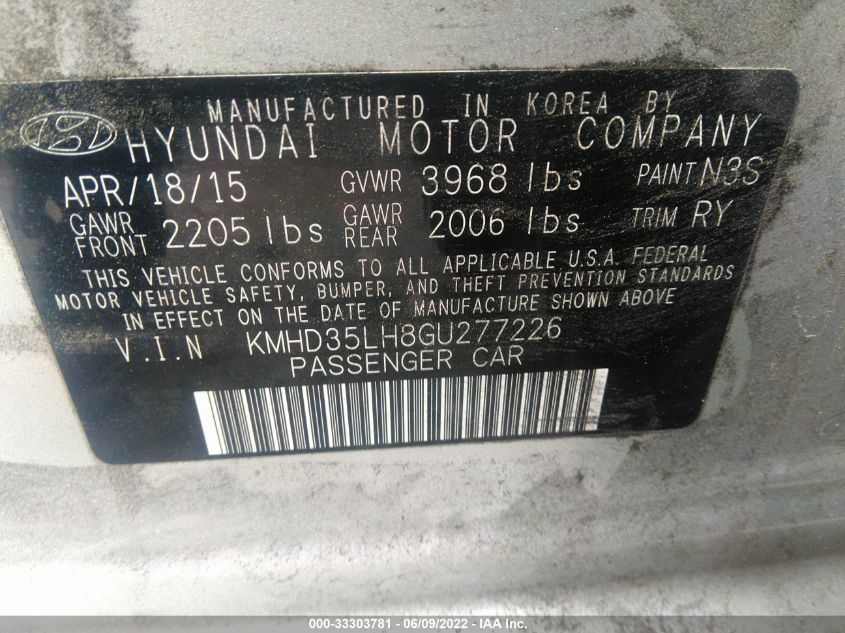 MANUFACTURED IN KOREA BY
HYUNDAI MOTOR COMPANY
APR/18/15 GVWR 3968 lbs PAINT N3S
GAWR FRONT 2205 lbs GAWR REAR 2006 lbs TRIM RY
THIS VEHICLE CONFORMS TO ALL APPLICABLE U.S.A. FEDERAL
MOTOR VEHICLE SAFETY, BUMPER, AND THEFT PREVENTION STANDARDS
IN EFFECT ON THE DATE OF MANUFACTURE SHOWN ABOVE
V.I.N KMHD35LH8GU277226
PASSENGER CAR
000-33303781 - 06/09/2022 - IAA Inc.